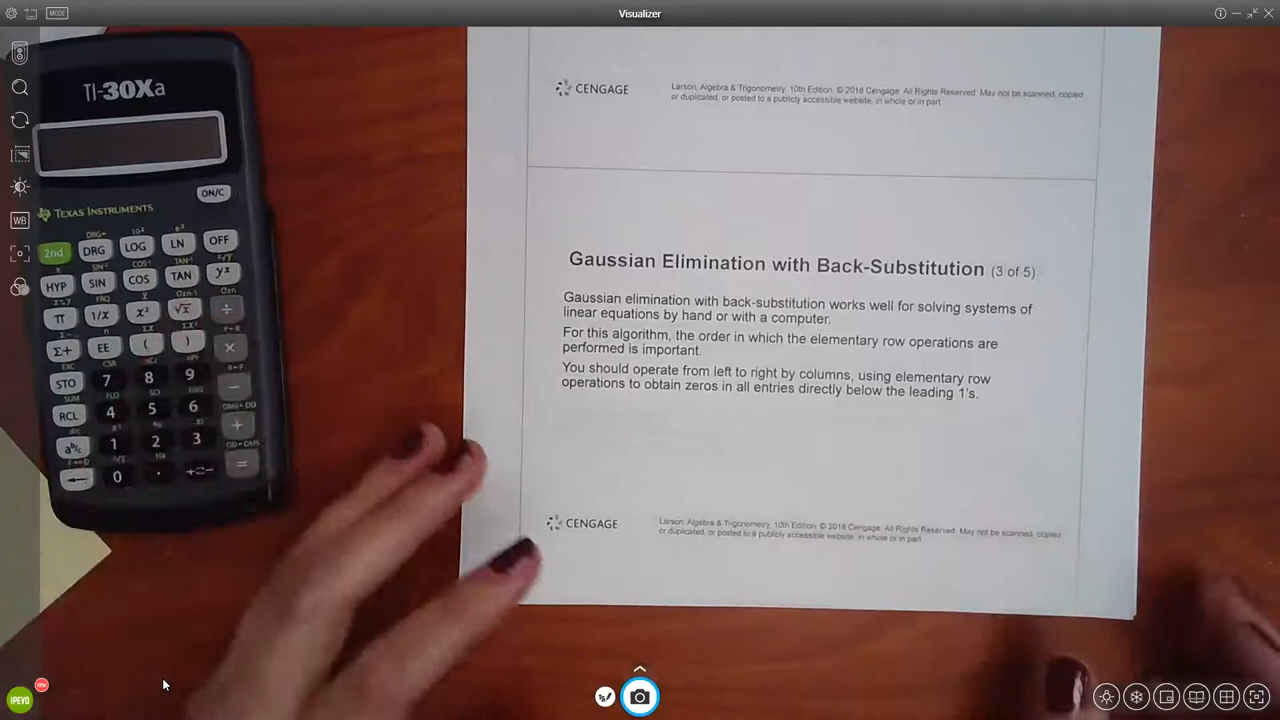 MODE
Visualizer
TI-30Xa
TEXAS INSTRUMENTS
ON/C
2nd
DRG
LOG
LN
OFF
HYP
SIN
COS
TAN
yˣ
π
1/x
x²
√x
÷
Σ+
EE
(
)
×
STO
7
8
9
−
RCL
4
5
6
+
1
2
3
=
0
.
CENGAGE
Larson, Algebra & Trigonometry, 10th Edition. © 2018 Cengage. All Rights Reserved. May not be scanned, copied
or duplicated, or posted to a publicly accessible website, in whole or in part
Gaussian Elimination with Back-Substitution (3 of 5)
Gaussian elimination with back-substitution works well for solving systems of
linear equations by hand or with a computer.
For this algorithm, the order in which the elementary row operations are
performed is important.
You should operate from left to right by columns, using elementary row
operations to obtain zeros in all entries directly below the leading 1's.
CENGAGE
Larson, Algebra & Trigonometry, 10th Edition. © 2018 Cengage. All Rights Reserved. May not be scanned, copied
or duplicated, or posted to a publicly accessible website, in whole or in part
WB
IPEVO